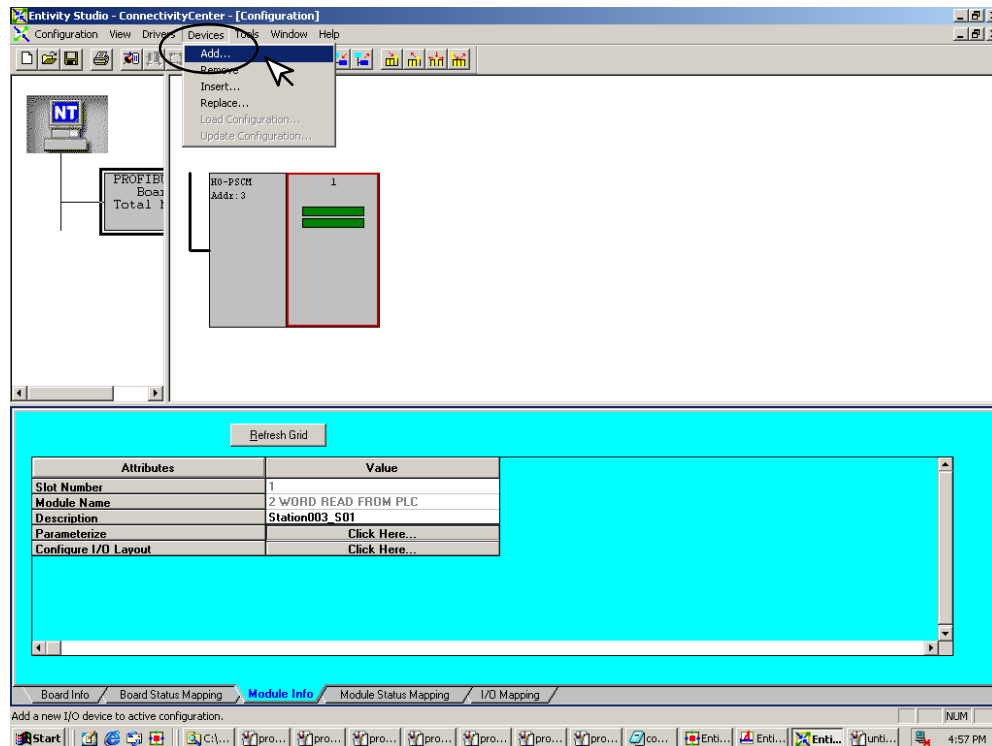 Entivity Studio - ConnectivityCenter - [Configuration]
Configuration View Drivers Devices Tools Window Help
Add...
Remove
Insert...
Replace...
Load Configuration...
Update Configuration...
NT
PROFIB
Boar
Total
H0-PSCM
Addr:3
1
Refresh Grid
Attributes Value
Slot Number 1
Module Name 2 WORD READ FROM PLC
Description Station003_S01
Parameterize Click Here...
Configure I/O Layout Click Here...
Board Info Board Status Mapping Module Info Module Status Mapping I/O Mapping
Add a new I/O device to active configuration. NUM
Start C:\... pro... pro... pro... pro... pro... pro... pro... co... Enti... Enti... Enti... unti... 4:57 PM